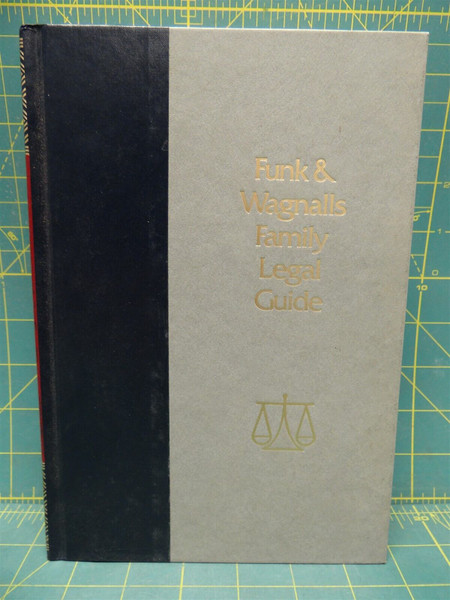 Funk &
Wagnalls
Family
Legal
Guide